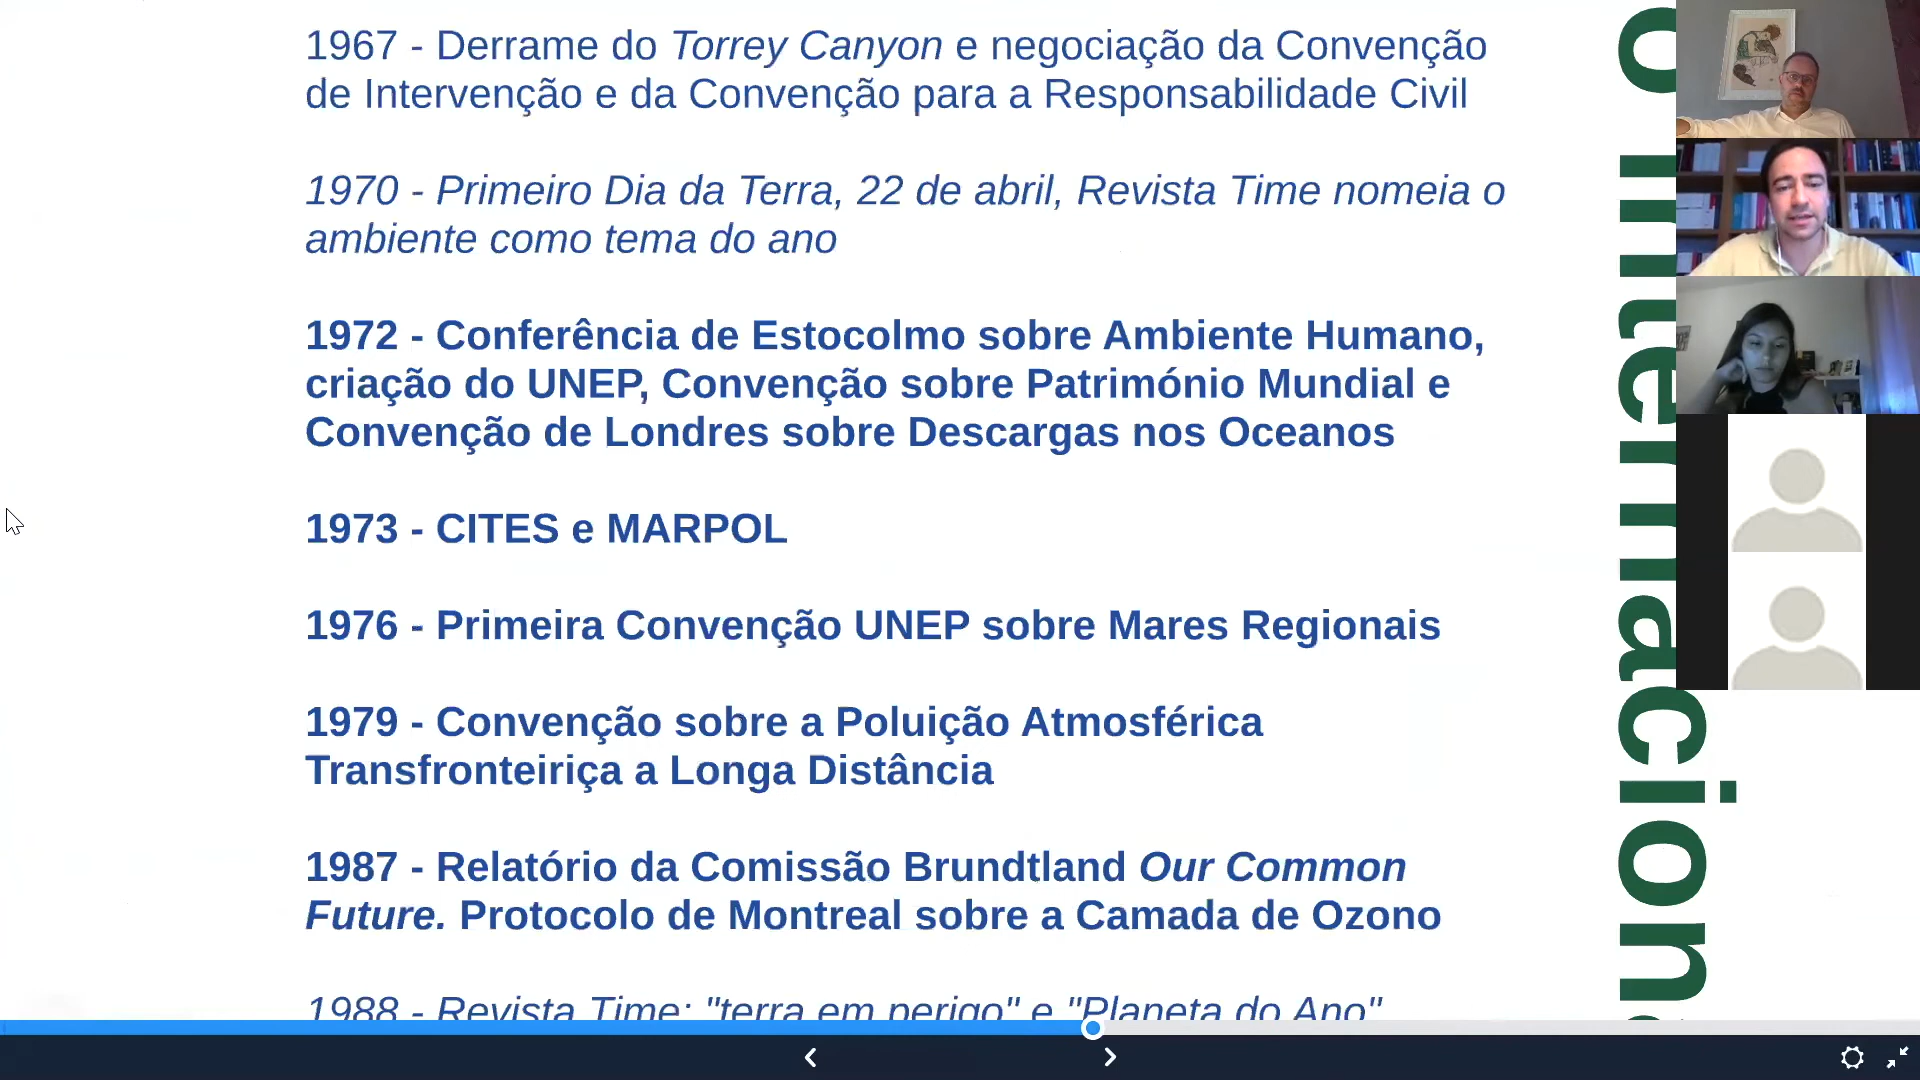 1967 - Derrame do Torrey Canyon e negociação da Convenção
de Intervenção e da Convenção para a Responsabilidade Civil
1970 - Primeiro Dia da Terra, 22 de abril, Revista Time nomeia o
ambiente como tema do ano
1972 - Conferência de Estocolmo sobre Ambiente Humano,
criação do UNEP, Convenção sobre Património Mundial e
Convenção de Londres sobre Descargas nos Oceanos
1973 - CITES e MARPOL
1976 - Primeira Convenção UNEP sobre Mares Regionais
1979 - Convenção sobre a Poluição Atmosférica
Transfronteiriça a Longa Distância
1987 - Relatório da Comissão Brundtland Our Common
Future. Protocolo de Montreal sobre a Camada de Ozono
1988 - Revista Time: "terra em perigo" e "Planeta do Ano"
o internacion